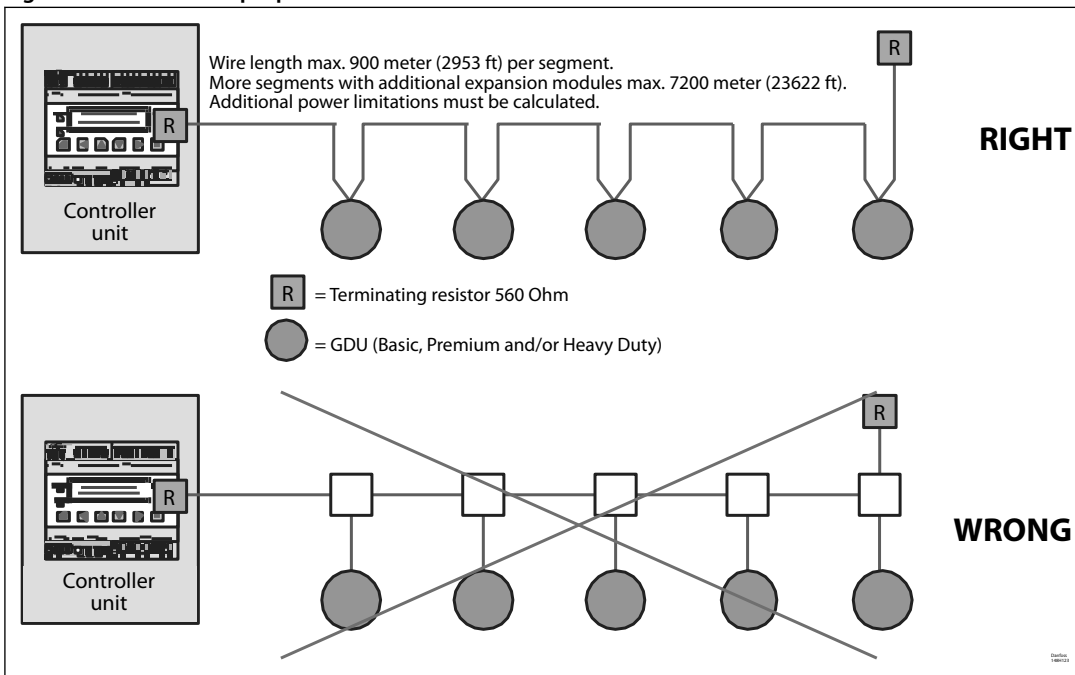 R
Wire length max. 900 meter (2953 ft) per segment.
More segments with additional expansion modules max. 7200 meter (23622 ft).
Additional power limitations must be calculated.
R
RIGHT
Controller
unit
R = Terminating resistor 560 Ohm
= GDU (Basic, Premium and/or Heavy Duty)
R
R
WRONG
Controller
unit
Danfoss